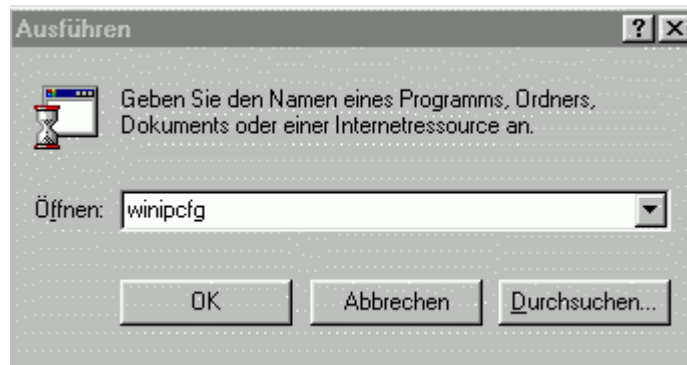 Ausführen
Geben Sie den Namen eines Programms, Ordners,
Dokuments oder einer Internetressource an.
Öffnen: winipcfg
OK Abbrechen Durchsuchen...